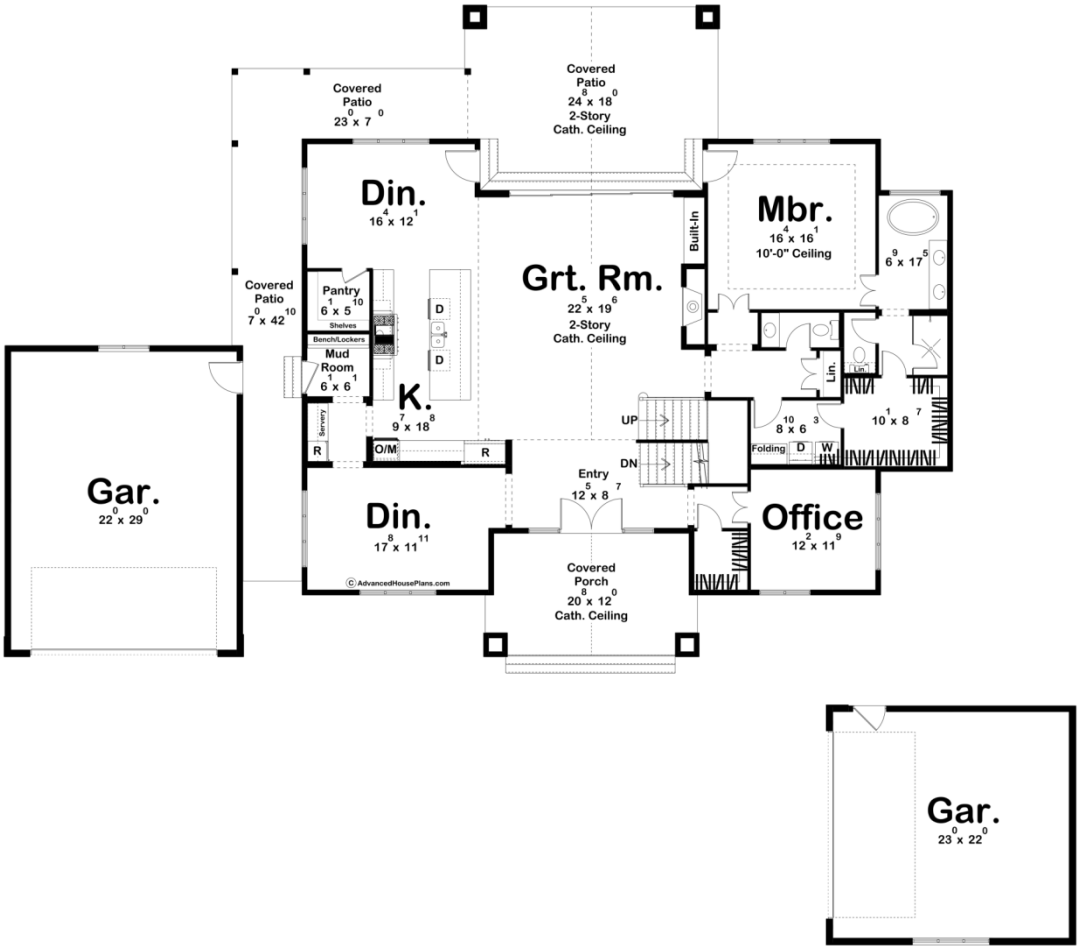 Covered
Patio
24⁸ x 18⁰
2-Story
Cath. Ceiling
Covered
Patio
23⁰ x 7⁰
Din.
16⁴ x 12¹
Built-In
Mbr.
16⁴ x 16¹
10'-0" Ceiling
6⁹ x 17⁵
Grt. Rm.
22⁵ x 19⁶
2-Story
Cath. Ceiling
Covered
Patio
7⁰ x 42¹⁰
Pantry
6¹ x 5¹⁰
Shelves
D
D
Bench/Lockers
Mud
Room
6¹ x 6¹
K.
9⁷ x 18⁸
Servery
R
O/M
R
UP
DN
Lin.
Lin.
8¹⁰ x 6³
Folding
D
W
10¹ x 8⁷
Gar.
22⁰ x 29⁰
Din.
17⁸ x 11¹¹
© AdvancedHousePlans.com
Entry
12⁵ x 8⁷
Office
12² x 11⁹
Covered
Porch
20⁸ x 12⁰
Cath. Ceiling
Gar.
23⁰ x 22⁰